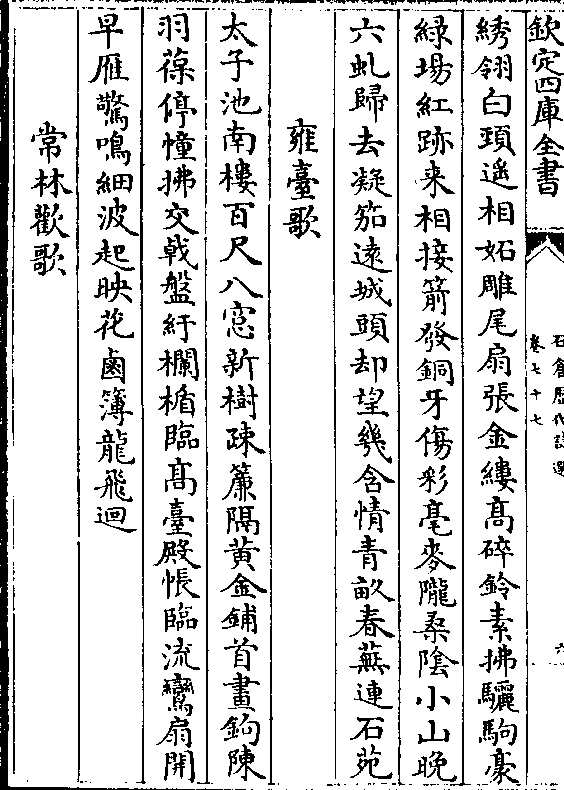 欽定四庫全書
石倉歷代詩選
卷七十七
六
綉翎白頸遥相妬雕尾扇張金縷髙碎鈴素拂驪駒豪
緑場紅跡来相接箭發銅牙傷彩毫麥隴桑陰小山晚
六虬歸去凝笳遠城頭却望幾含情青畝春蕪連石苑
雍臺歌
太子池南樓百尺八窓新樹疎簾隔黄金鋪首畫鉤陳
羽葆停幢拂交㦸盤紆欄楯臨髙臺殿帳臨流鸞扇開
早雁驚鳴細波起映花鹵簿龍飛迴
常林歡歌